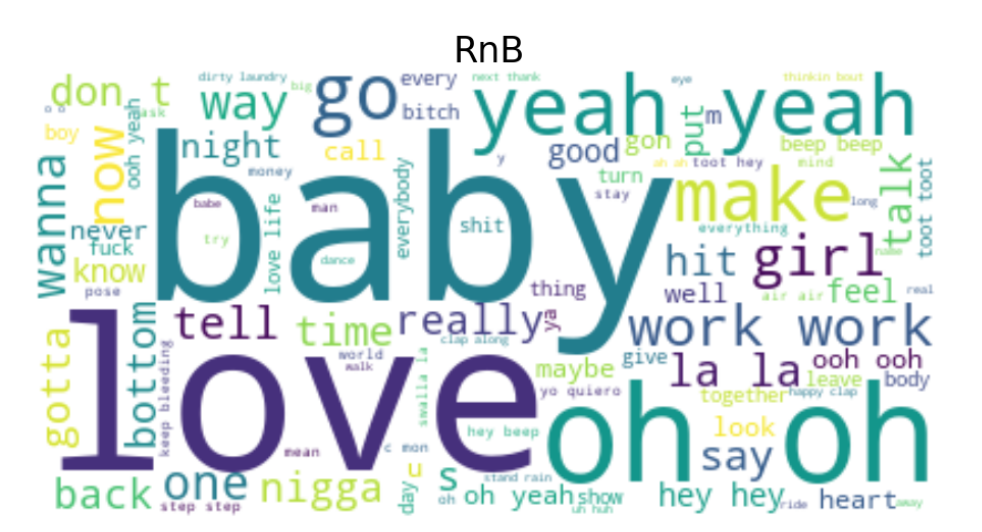 RnB
dirty laundry
big
go
every
next thank
eye
thinkin bout
don t
ask
way
bitch
yeah yeah
put
m
boy
ooh yeah
now
night
call
good
gon
beep beep
money
y
ah ah
toot hey
mind
wanna
baby
babe
man
everybody
turn
stay
make
long
talk
toot toot
never
fuck
try
love life
shit
everything
girl
name
know
dance
hit
pose
thing
well
air air
feel
real
gotta
love
bottom
tell
time
really
ya
work work
keep bleeding
world
walk
clap along
swalla la
maybe
give
la la
ooh ooh
leave
body
yo quiero
together
happy clap
hey beep
oh oh
look
mean
c mon
say
back
one
step step
nigga
day
u
s
oh
stand rain
oh yeah
show
uh huh
hey hey
ride
heart
away